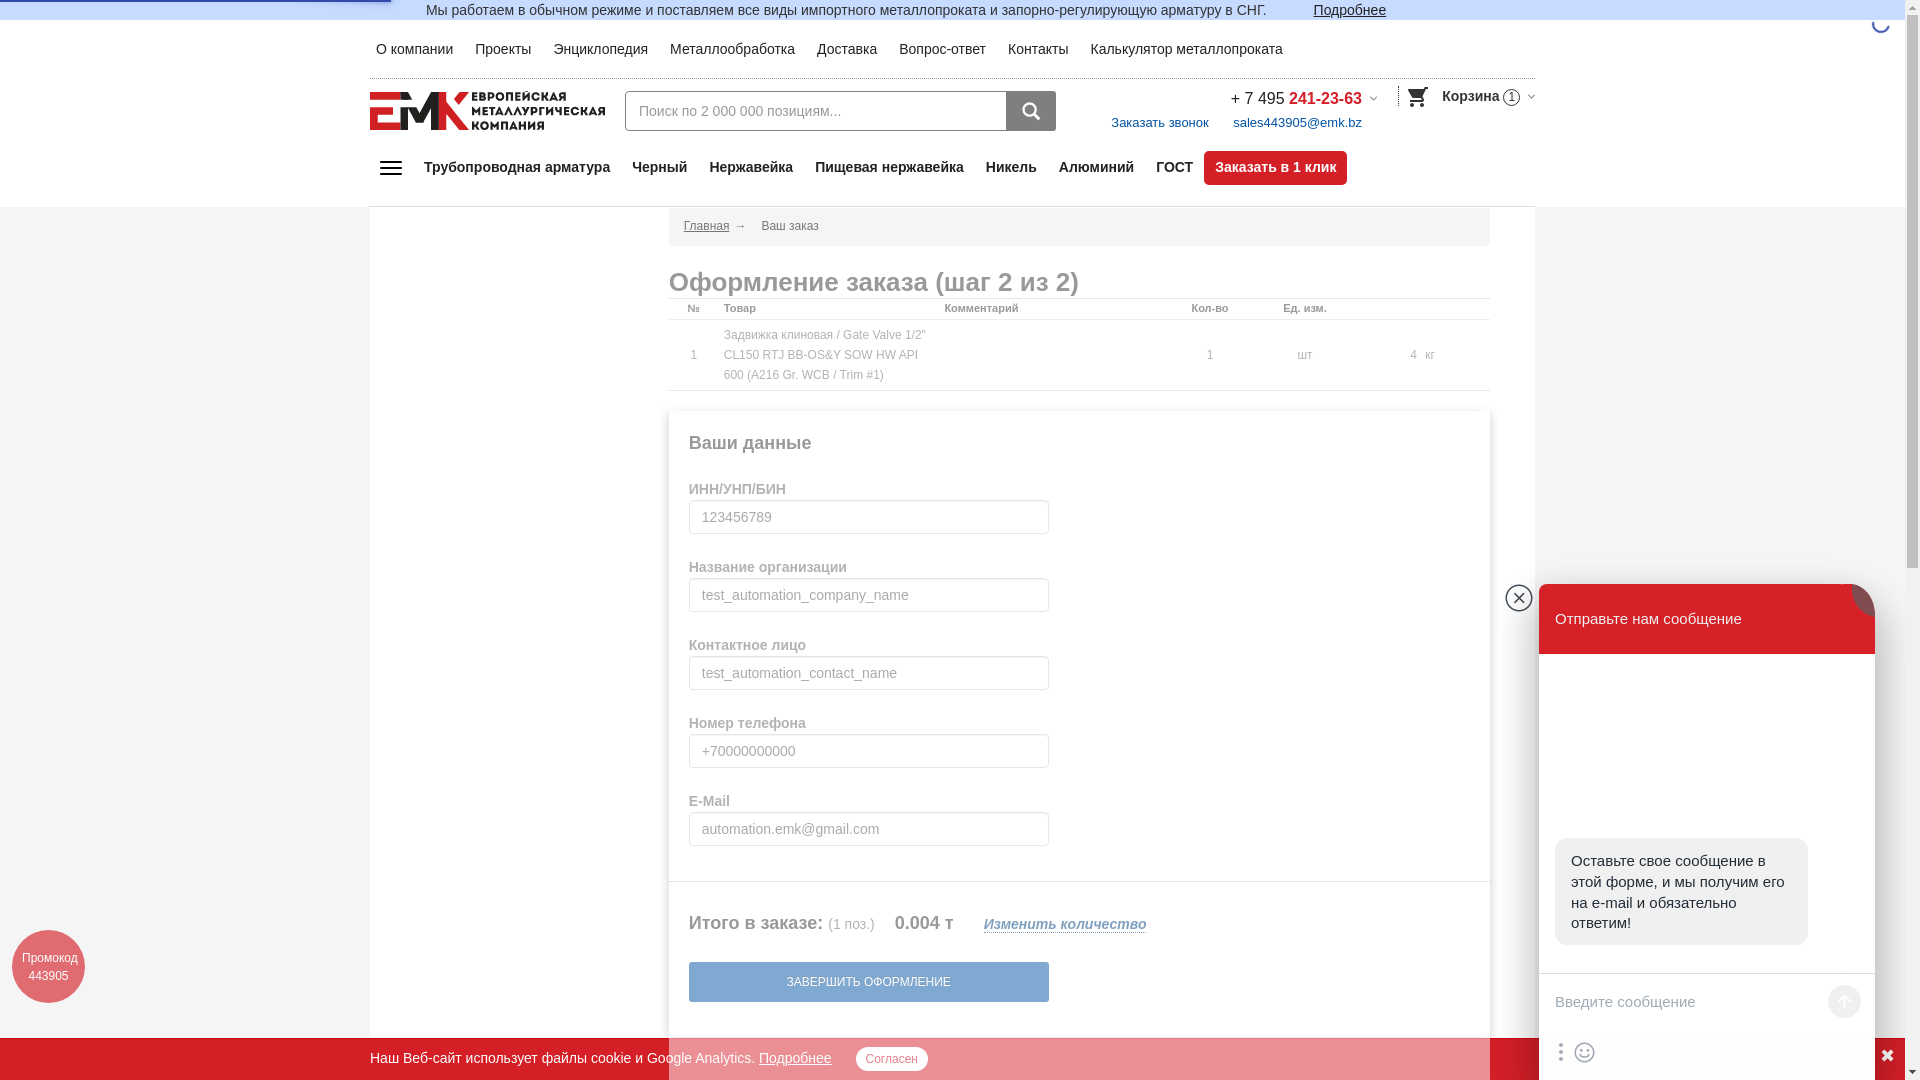 Мы работаем в обычном режиме и поставляем все виды импортного металлопроката и запорно-регулирующую арматуру в СНГ. Подробнее
О компании Проекты Энциклопедия Металлообработка Доставка Вопрос-ответ Контакты Калькулятор металлопроката
ЕМК ЕВРОПЕЙСКАЯ
МЕТАЛЛУРГИЧЕСКАЯ
КОМПАНИЯ
Поиск по 2 000 000 позициям...
+ 7 495 241-23-63
Заказать звонок sales443905@emk.bz
Корзина 1
Трубопроводная арматура Черный Нержавейка Пищевая нержавейка Никель Алюминий ГОСТ Заказать в 1 клик
Главная → Ваш заказ
Оформление заказа (шаг 2 из 2)
№ Товар Комментарий Кол-во Ед. изм.
1 Задвижка клиновая / Gate Valve 1/2" 1 шт 4 кг
CL150 RTJ BB-OS&Y SOW HW API
600 (A216 Gr. WCB / Trim #1)
Ваши данные
ИНН/УНП/БИН
123456789
Название организации
test_automation_company_name
Контактное лицо
test_automation_contact_name
Номер телефона
+70000000000
E-Mail
automation.emk@gmail.com
Итого в заказе: (1 поз.) 0.004 т Изменить количество
ЗАВЕРШИТЬ ОФОРМЛЕНИЕ
Промокод
443905
Отправьте нам сообщение
Оставьте свое сообщение в
этой форме, и мы получим его
на e-mail и обязательно
ответим!
Введите сообщение
Наш Веб-сайт использует файлы cookie и Google Analytics. Подробнее Согласен